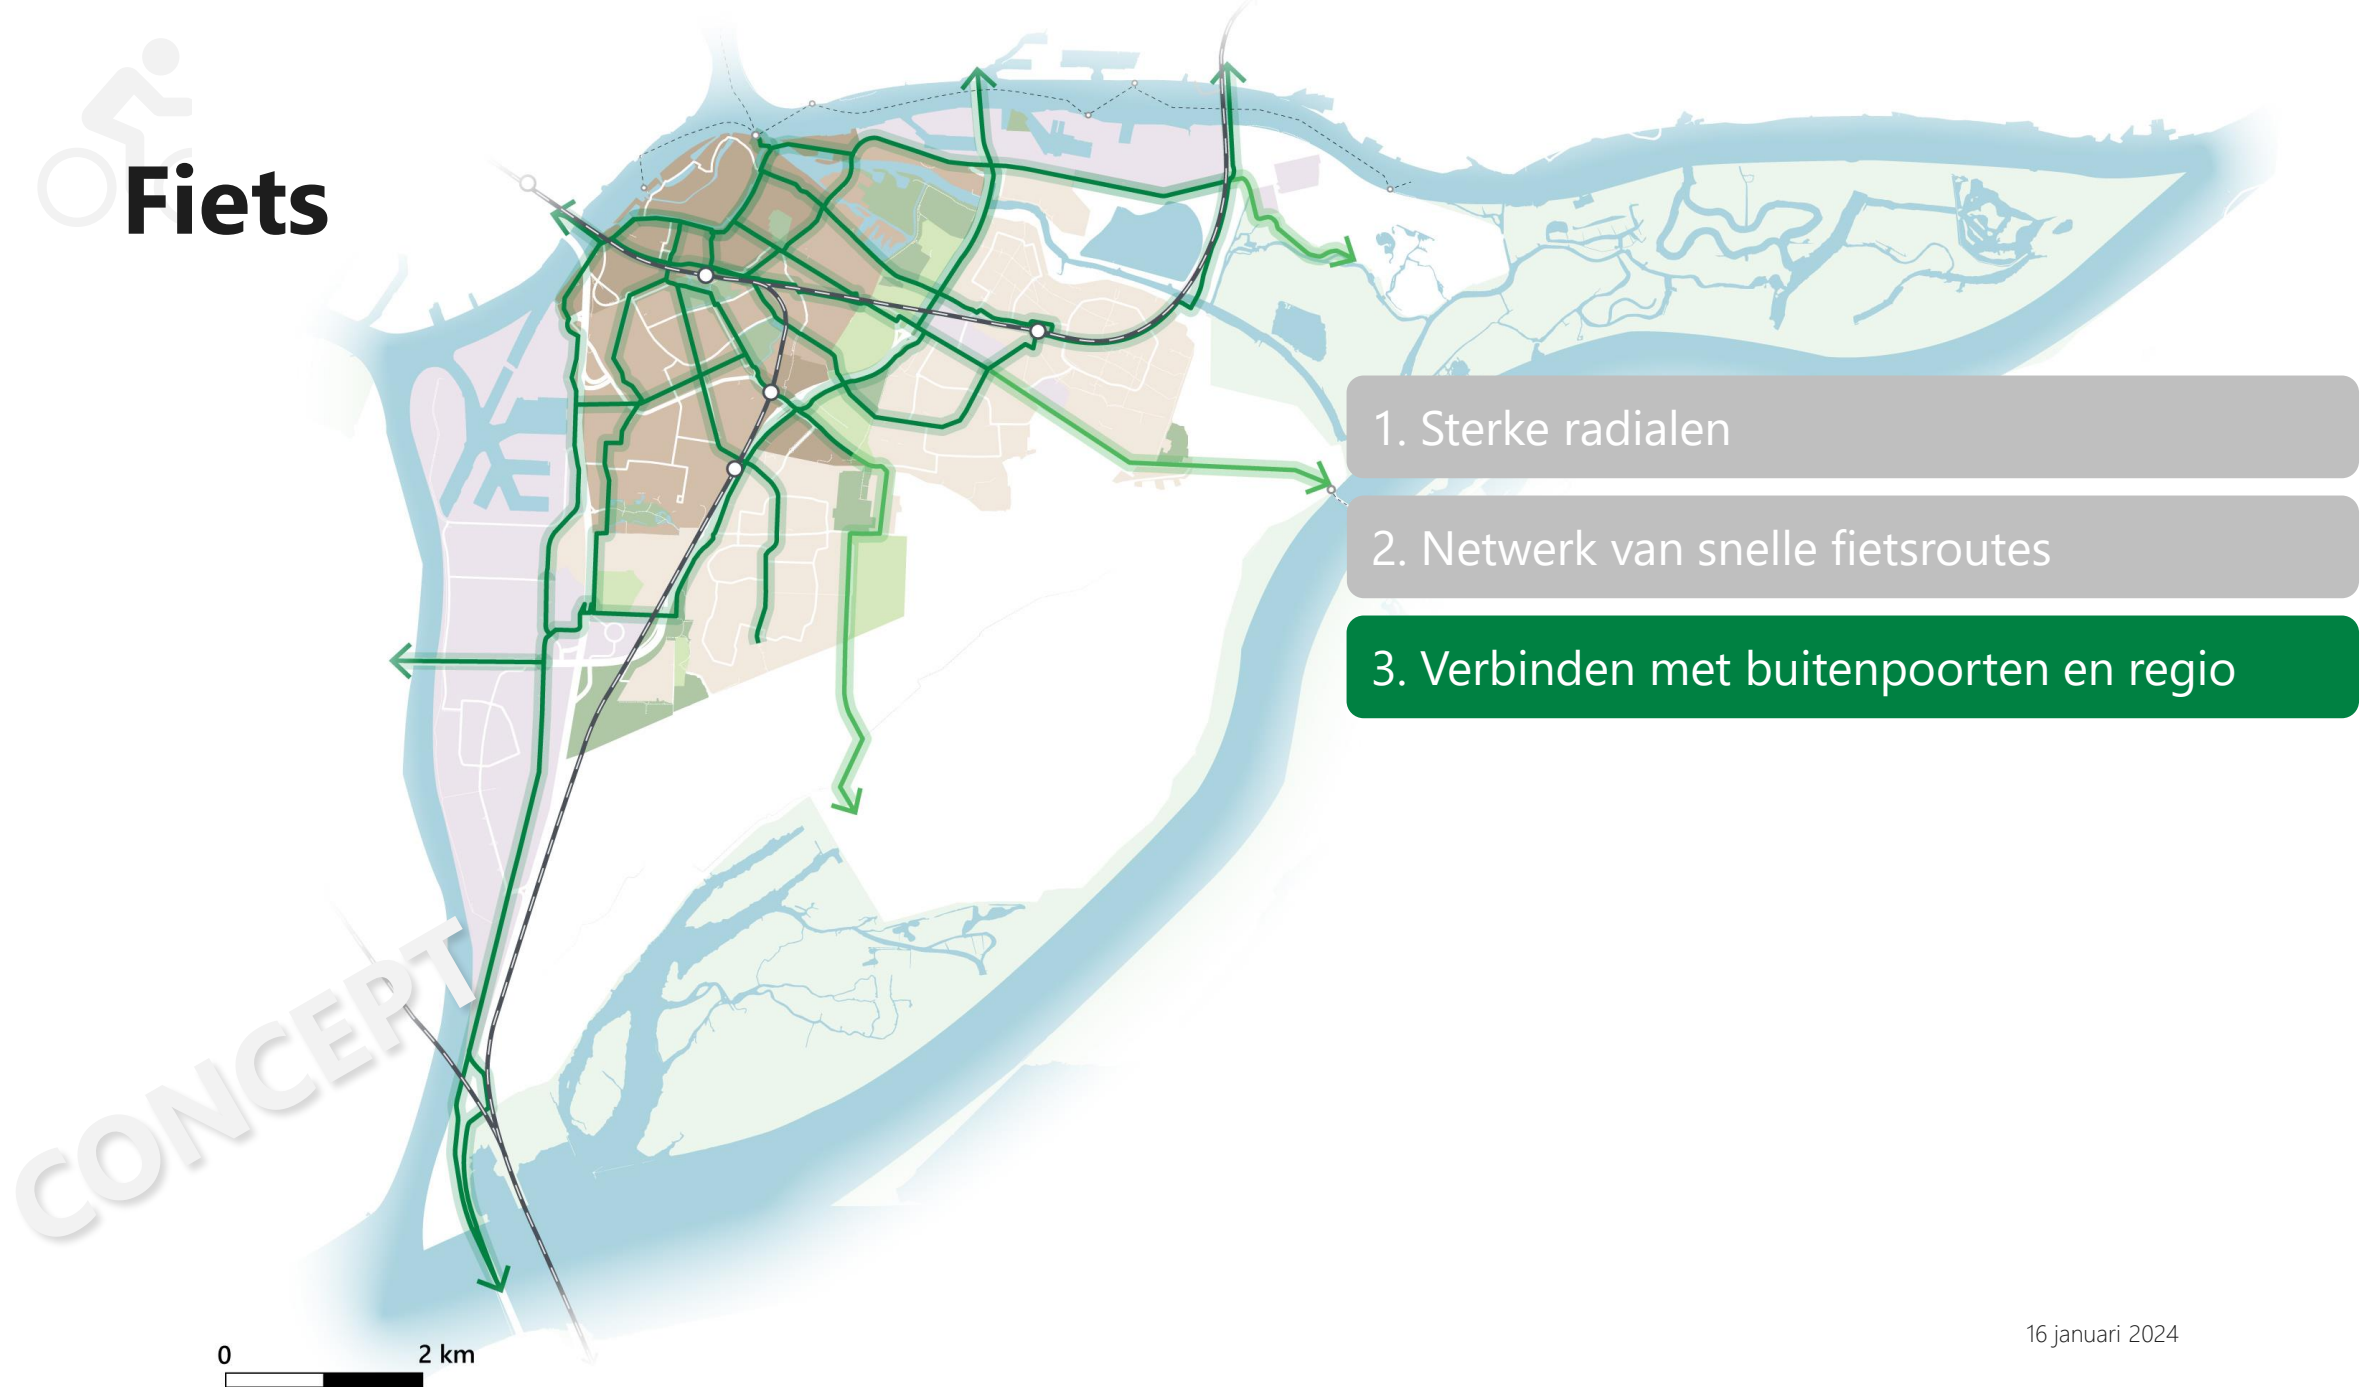 Fiets
1. Sterke radialen
2. Netwerk van snelle fietsroutes
3. Verbinden met buitenpoorten en regio
CONCEPT
16 januari 2024
0 2 km